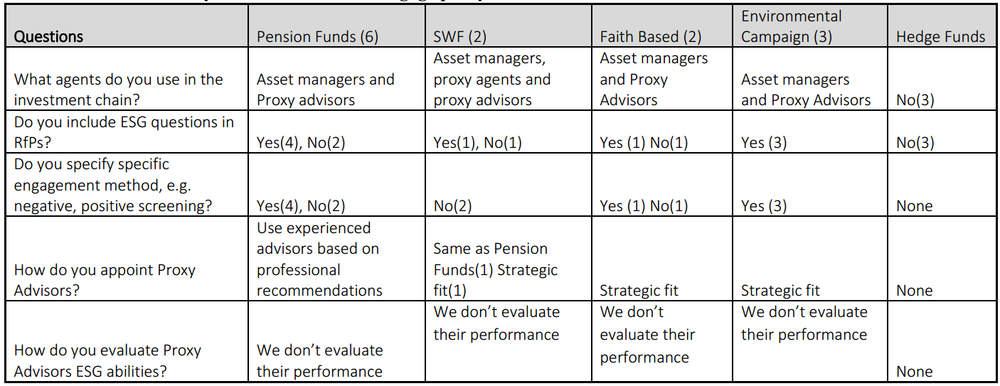 Questions
Pension Funds (6)
SWF (2)
Faith Based (2)
Environmental
Campaign (3)
Hedge Funds
What agents do you use in the
investment chain?
Asset managers and
Proxy advisors
Asset managers,
proxy agents and
proxy advisors
Asset managers
and Proxy
Advisors
Asset managers
and Proxy Advisors
No(3)
Do you include ESG questions in
RfPs?
Yes(4), No(2)
Yes(1), No(1)
Yes (1) No(1)
Yes (3)
No(3)
Do you specify specific
engagement method, e.g.
negative, positive screening?
Yes(4), No(2)
No(2)
Yes (1) No(1)
Yes (3)
None
How do you appoint Proxy
Advisors?
Use experienced
advisors based on
professional
recommendations
Same as Pension
Funds(1) Strategic
fit(1)
Strategic fit
Strategic fit
None
How do you evaluate Proxy
Advisors ESG abilities?
We don’t evaluate
their performance
We don’t evaluate
their performance
We don’t
evaluate their
performance
We don’t evaluate
their performance
None